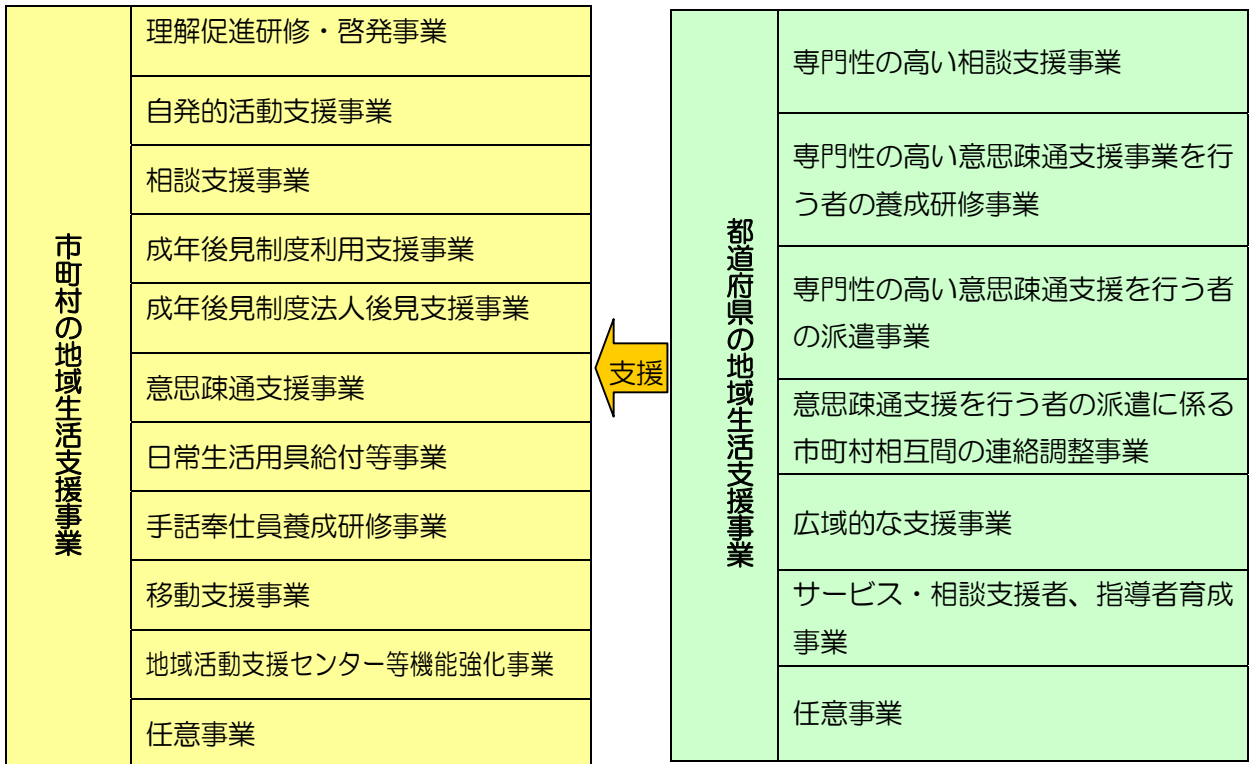 市町村の地域生活支援事業
理解促進研修・啓発事業
自発的活動支援事業
相談支援事業
成年後見制度利用支援事業
成年後見制度法人後見支援事業
意思疎通支援事業
日常生活用具給付等事業
手話奉仕員養成研修事業
移動支援事業
地域活動支援センター等機能強化事業
任意事業
支援
都道府県の地域生活支援事業
専門性の高い相談支援事業
専門性の高い意思疎通支援事業を行
う者の養成研修事業
専門性の高い意思疎通支援を行う者
の派遣事業
意思疎通支援を行う者の派遣に係る
市町村相互間の連絡調整事業
広域的な支援事業
サービス・相談支援者、指導者育成
事業
任意事業